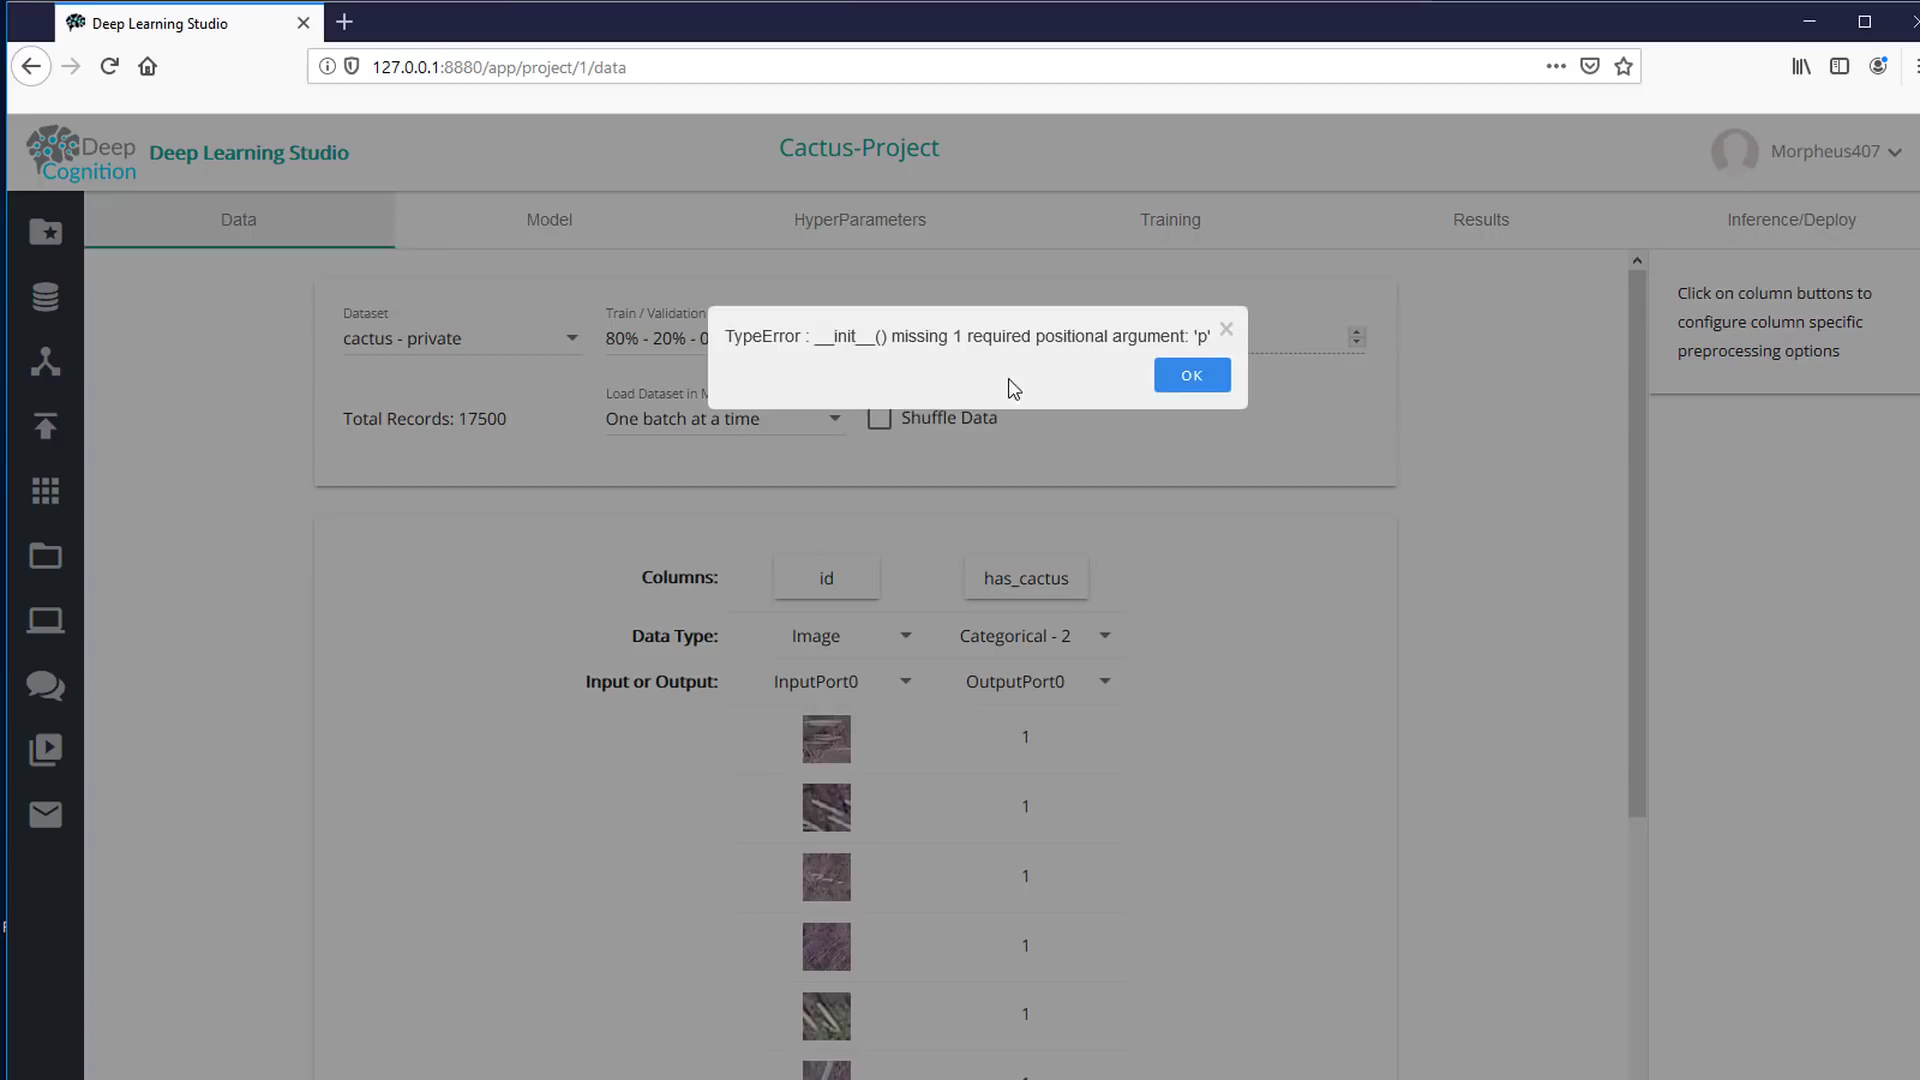 Deep Learning Studio
127.0.0.1:8880/app/project/1/data
Deep
Cognition
Deep Learning Studio
Cactus-Project
Morpheus407
Data
Model
HyperParameters
Training
Results
Inference/Deploy
Dataset
cactus - private
Train / Validation
80% - 20% - 0
TypeError : __init__() missing 1 required positional argument: 'p'
OK
Total Records: 17500
Load Dataset in M
One batch at a time
Shuffle Data
Click on column buttons to
configure column specific
preprocessing options
Columns: id has_cactus
Data Type: Image Categorical - 2
Input or Output: InputPort0 OutputPort0
1
1
1
1
1